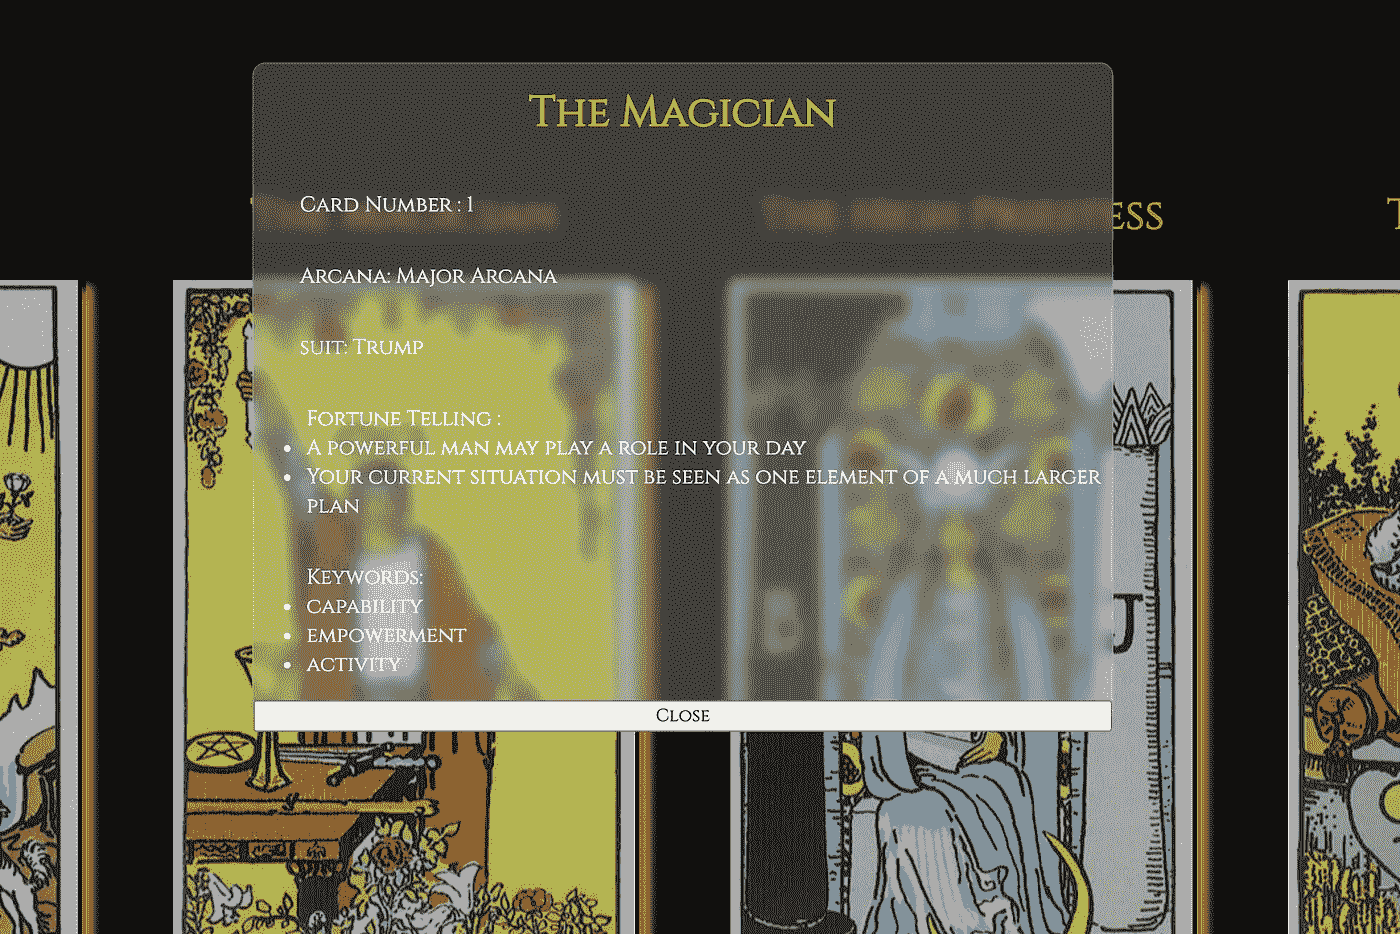 The Magician
Card Number : 1
ESS
T
Arcana: Major Arcana
suit: Trump
Fortune Telling :
A powerful man may play a role in your day
Your current situation must be seen as one element of a much larger
plan
Keywords:
capability
J
empowerment
activity
Close